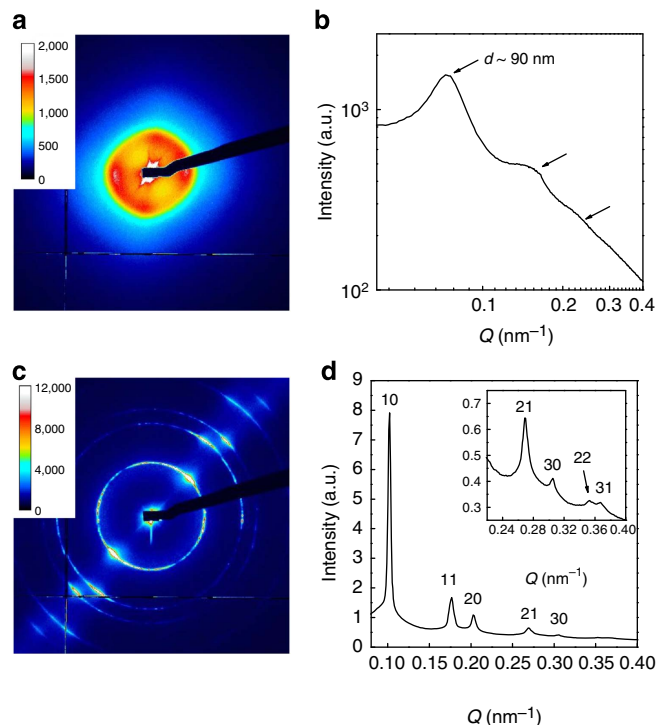 a
2,000
1,500
1,000
500
0
b
d ~ 90 nm
10³
10²
Intensity (a.u.)
0.1 0.2 0.3 0.4
Q (nm⁻¹)
c
12,000
8,000
4,000
0
d
9
8
7
6
5
4
3
2
1
0
Intensity (a.u.)
10
11
20
21
30
0.10 0.15 0.20 0.25 0.30 0.35 0.40
Q (nm⁻¹)
0.7
0.6
0.5
0.4
0.3
21
30
22
31
0.24 0.28 0.32 0.36 0.40
Q (nm⁻¹)